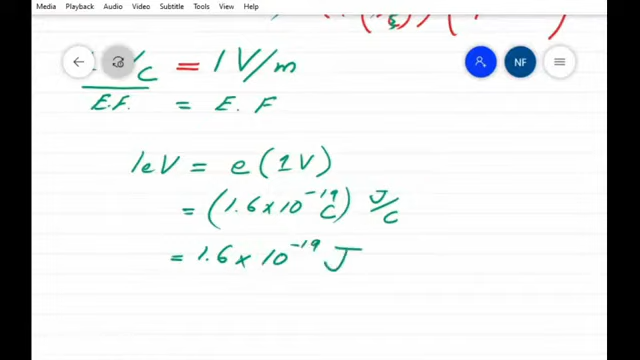 Media Playback Audio Video Subtitle Tools View Help
/C = 1 V/m
E.F. = E.F
NF
1eV = e(1V)
= (1.6 × 10⁻¹⁹ C) J/C
= 1.6 × 10⁻¹⁹ J